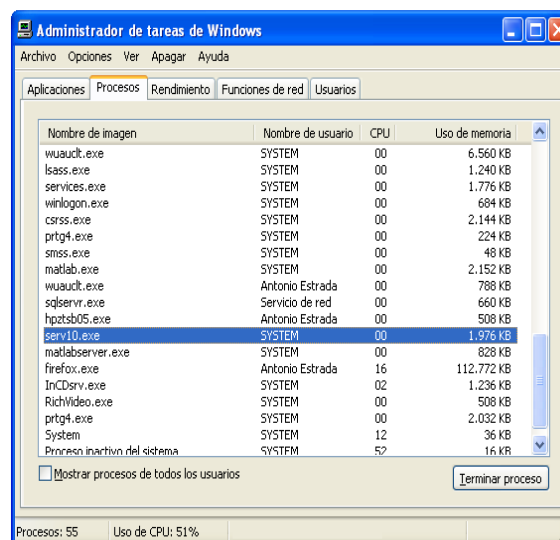 Administrador de tareas de Windows
Archivo Opciones Ver Apagar Ayuda
Aplicaciones Procesos Rendimiento Funciones de red Usuarios
Nombre de imagen Nombre de usuario CPU Uso de memoria
wuauclt.exe SYSTEM 00 6.560 KB
lsass.exe SYSTEM 00 1.240 KB
services.exe SYSTEM 00 1.776 KB
winlogon.exe SYSTEM 00 684 KB
csrss.exe SYSTEM 00 2.144 KB
prtg4.exe SYSTEM 00 224 KB
smss.exe SYSTEM 00 48 KB
matlab.exe SYSTEM 00 2.152 KB
wuauclt.exe Antonio Estrada 00 788 KB
sqlservr.exe Servicio de red 00 660 KB
hpztsb05.exe Antonio Estrada 00 508 KB
serv10.exe SYSTEM 00 1.976 KB
matlabserver.exe SYSTEM 00 828 KB
firefox.exe Antonio Estrada 16 112.772 KB
InCDsrv.exe SYSTEM 02 1.236 KB
RichVideo.exe SYSTEM 00 508 KB
prtg4.exe SYSTEM 00 2.032 KB
System SYSTEM 12 36 KB
Proceso inactivo del sistema SYSTEM 52 16 KB
Mostrar procesos de todos los usuarios
Terminar proceso
Procesos: 55 Uso de CPU: 51%